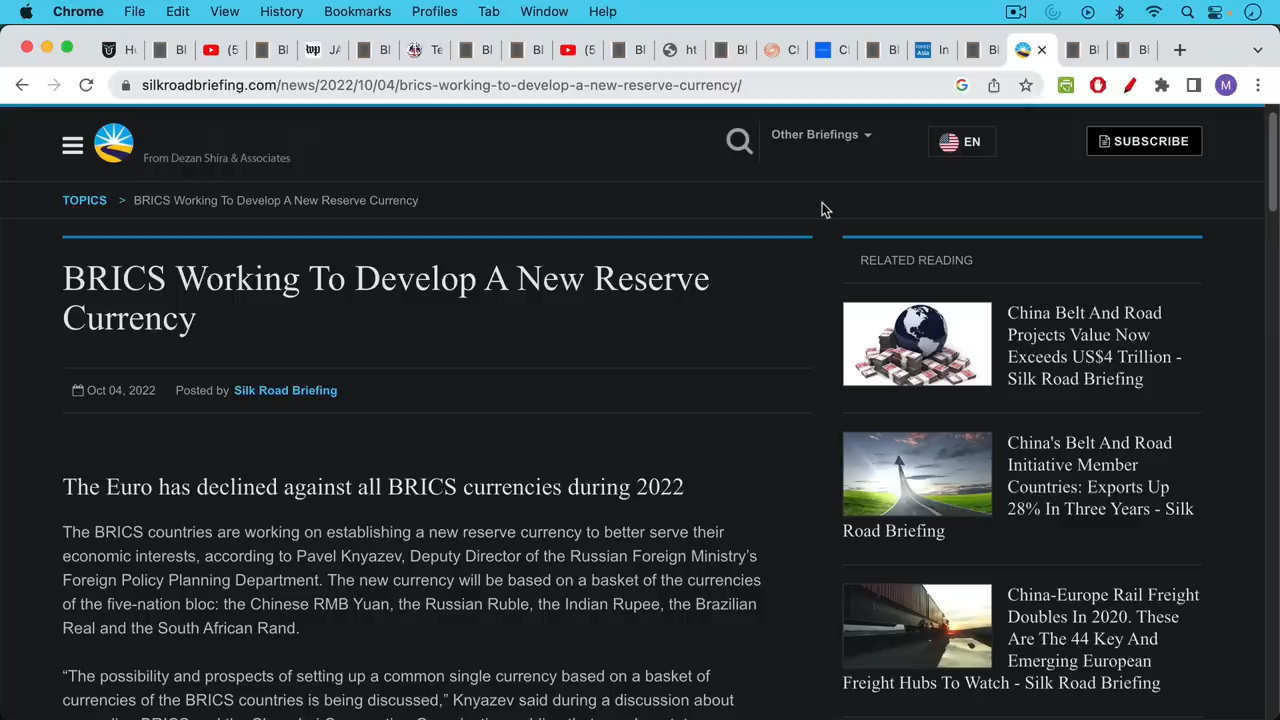 Chrome File Edit View History Bookmarks Profiles Tab Window Help
silkroadbriefing.com/news/2022/10/04/brics-working-to-develop-a-new-reserve-currency/
From Dezan Shira & Associates
Other Briefings
EN
SUBSCRIBE
TOPICS > BRICS Working To Develop A New Reserve Currency
BRICS Working To Develop A New Reserve
Currency
Oct 04, 2022 Posted by Silk Road Briefing
The Euro has declined against all BRICS currencies during 2022
The BRICS countries are working on establishing a new reserve currency to better serve their
economic interests, according to Pavel Knyazev, Deputy Director of the Russian Foreign Ministry’s
Foreign Policy Planning Department. The new currency will be based on a basket of the currencies
of the five-nation bloc: the Chinese RMB Yuan, the Russian Ruble, the Indian Rupee, the Brazilian
Real and the South African Rand.
“The possibility and prospects of setting up a common single currency based on a basket of
currencies of the BRICS countries is being discussed,” Knyazev said during a discussion about
RELATED READING
China Belt And Road
Projects Value Now
Exceeds US$4 Trillion -
Silk Road Briefing
China's Belt And Road
Initiative Member
Countries: Exports Up
28% In Three Years - Silk
Road Briefing
China-Europe Rail Freight
Doubles In 2020. These
Are The 44 Key And
Emerging European
Freight Hubs To Watch - Silk Road Briefing